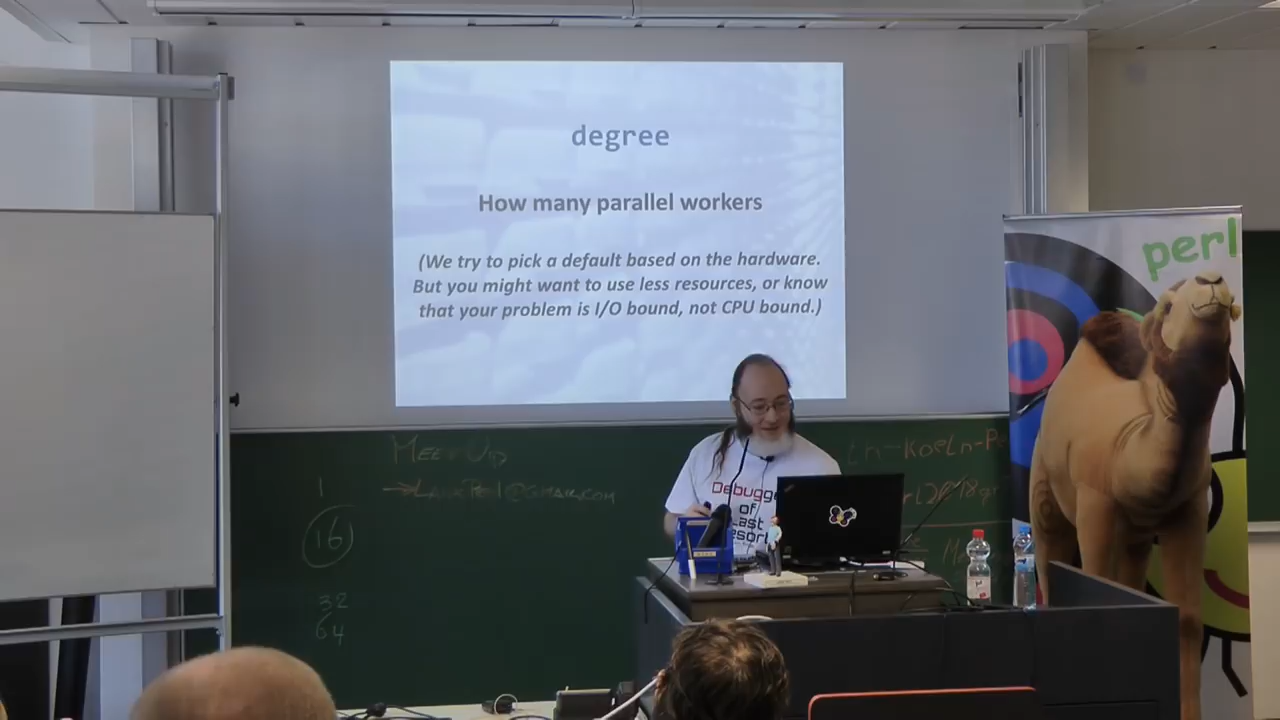 degree
How many parallel workers
(We try to pick a default based on the hardware.
But you might want to use less resources, or know
that your problem is I/O bound, not CPU bound.)
perl
1
16
32
64
Debugge
of
Last
esort